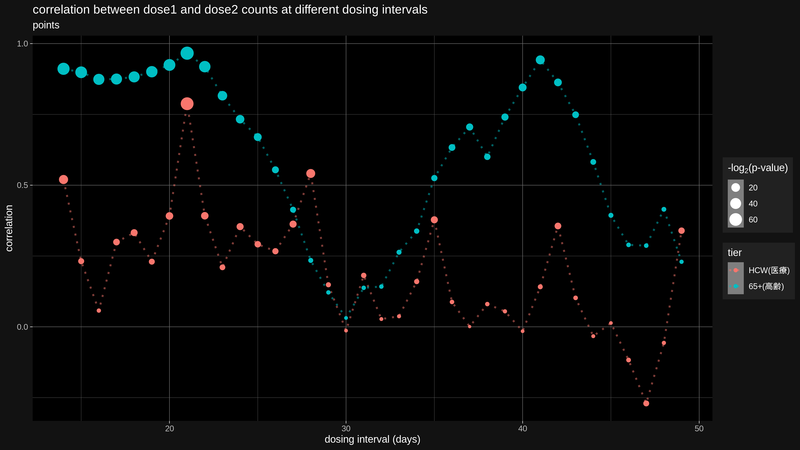 correlation between dose1 and dose2 counts at different dosing intervals
points
1.0
0.5
0.0
correlation
20
30
40
50
dosing interval (days)
-log₂(p-value)
20
40
60
tier
HCW(医療)
65+(高齢)